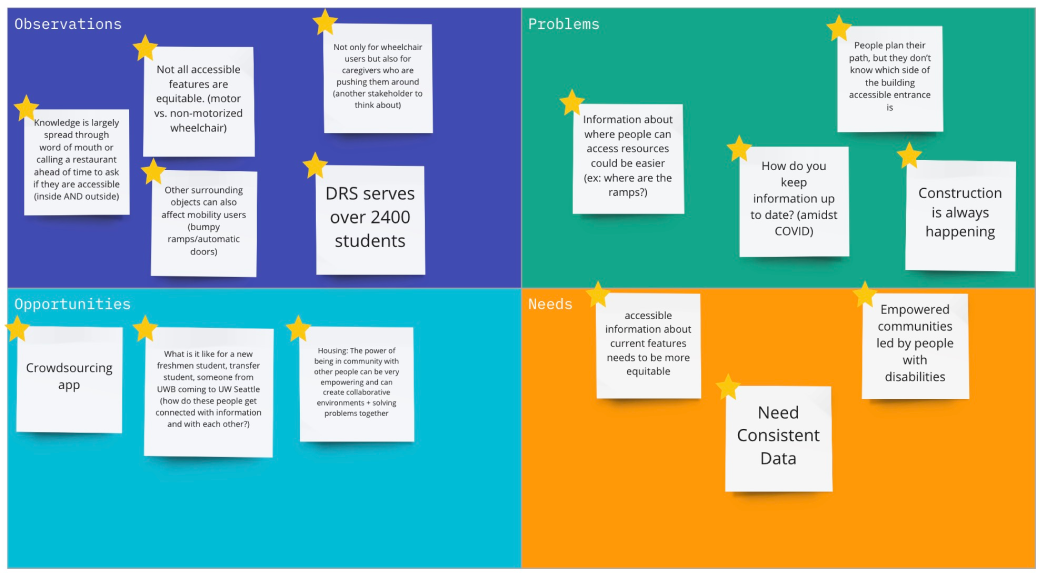 Observations
Not all accessible
features are
equitable. (motor
vs. non-motorized
wheelchair)
Not only for wheelchair
users but also for
caregivers who are
pushing them around
(another stakeholder to
think about)
Knowledge is largely
spread through
word of mouth or
calling a restaurant
ahead of time to ask
if they are accessible
(inside AND outside)
Other surrounding
objects can also
affect mobility users
(bumpy
ramps/automatic
doors)
DRS serves
over 2400
students
Problems
People plan their
path, but they don't
know which side of
the building
accessible entrance
is
Information about
where people can
access resources
could be easier
(ex: where are the
ramps?)
How do you
keep
information up
to date? (amidst
COVID)
Construction
is always
happening
Opportunities
Crowdsourcing
app
What is it like for a new
freshmen student, transfer
student, someone from
UWB coming to UW Seattle
(how do these people get
connected with information
and with each other?)
Housing: The power of
being in community with
other people can be very
empowering and can
create collaborative
environments + solving
problems together
Needs
accessible
information about
current features
needs to be more
equitable
Empowered
communities
led by people
with
disabilities
Need
Consistent
Data